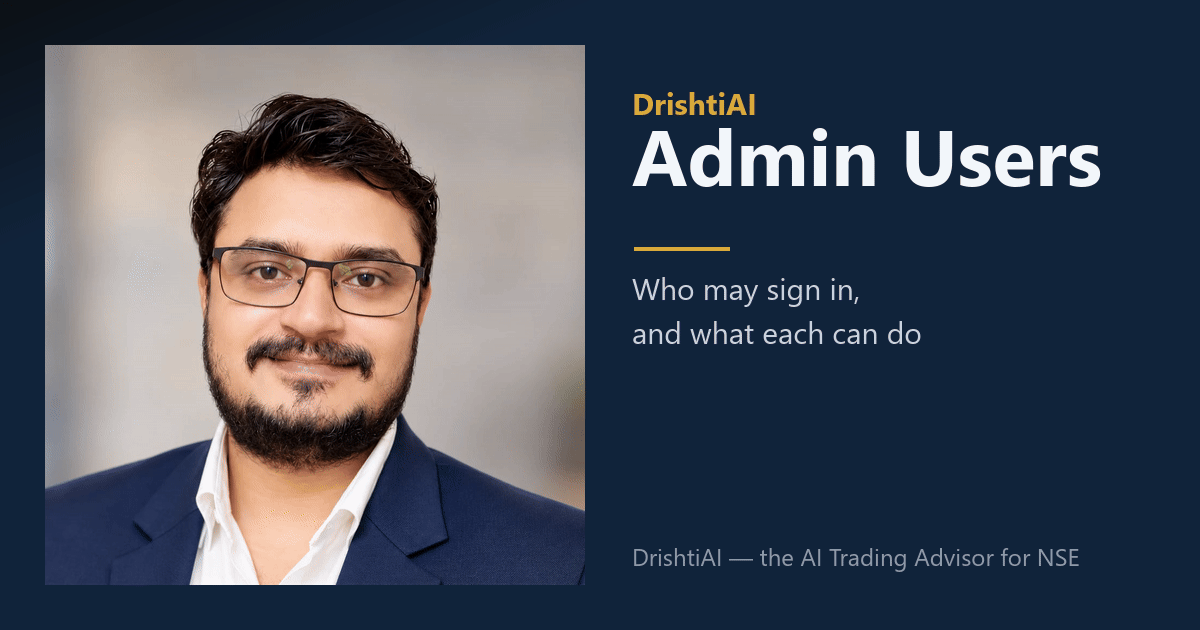 DrishtiAI
Admin Users
Who may sign in,
and what each can do
DrishtiAI — the AI Trading Advisor for NSE